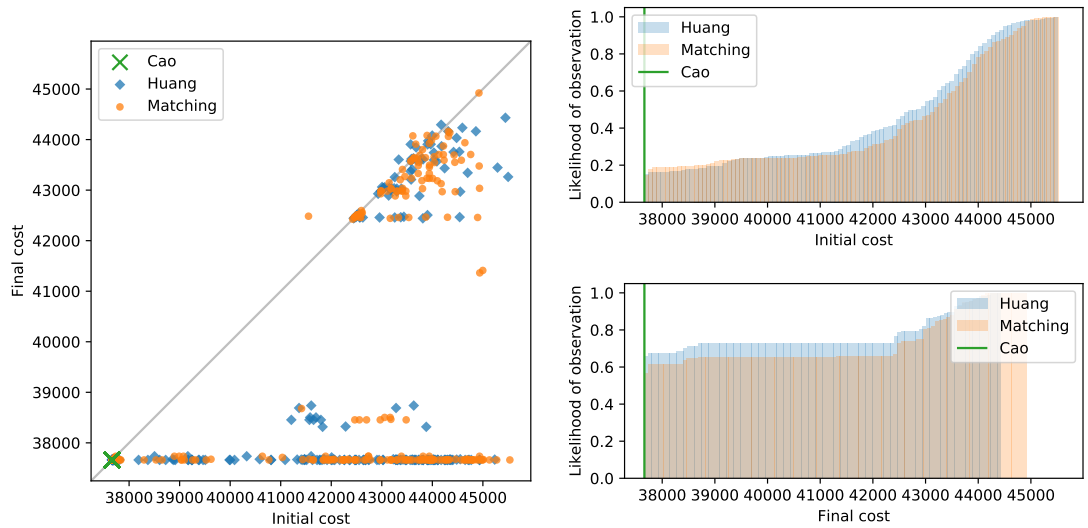 Cao
Huang
Matching
45000
44000
43000
42000
41000
40000
39000
38000
Final cost
38000 39000 40000 41000 42000 43000 44000 45000
Initial cost
Huang
Matching
Cao
1.0
0.8
0.6
0.4
0.2
0.0
Likelihood of observation
38000 39000 40000 41000 42000 43000 44000 45000
Initial cost
Huang
Matching
Cao
1.0
0.8
0.6
0.4
0.2
0.0
Likelihood of observation
38000 39000 40000 41000 42000 43000 44000 45000
Final cost